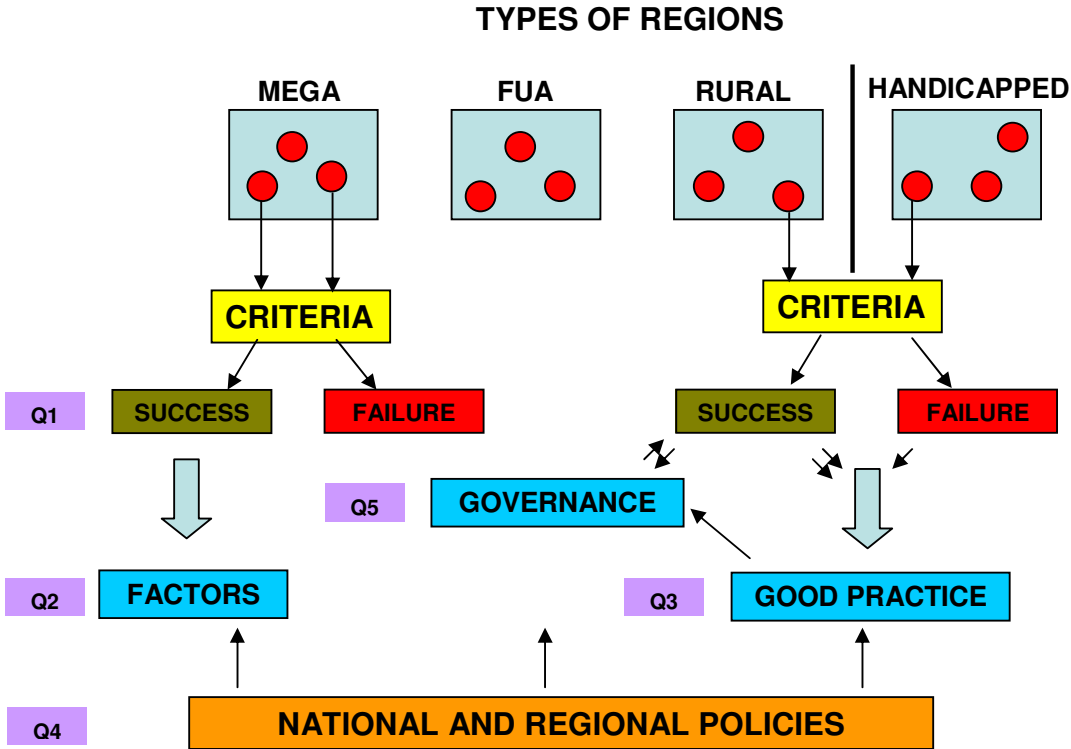 TYPES OF REGIONS
MEGA
FUA
RURAL
HANDICAPPED
CRITERIA
CRITERIA
Q1
SUCCESS
FAILURE
SUCCESS
FAILURE
Q5
GOVERNANCE
Q2
FACTORS
Q3
GOOD PRACTICE
Q4
NATIONAL AND REGIONAL POLICIES